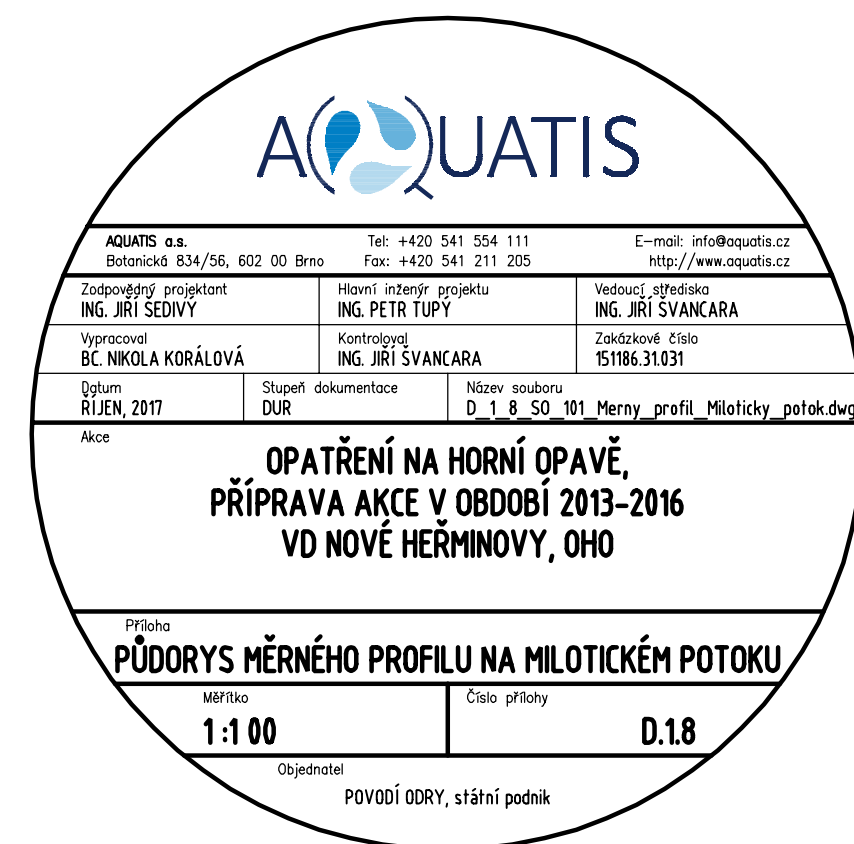 AQUATIS
AQUATIS a.s. Tel: +420 541 554 111 E-mail: info@aquatis.cz
Botanická 834/56, 602 00 Brno Fax: +420 541 211 205 http://www.aquatis.cz
Zodpovědný projektant Hlavní inženýr projektu Vedoucí střediska
ING. JIŘÍ ŠEDIVÝ ING. PETR TUPÝ ING. JIŘÍ ŠVANCARA
Vypracoval Kontroloval Zakázkové číslo
BC. NIKOLA KORÁLOVÁ ING. JIŘÍ ŠVANCARA 151186.31.031
Datum Stupeň dokumentace Název souboru
ŘÍJEN, 2017 DUR D_1_8_SO_101_Merny_profil_Miloticky_potok.dwg
Akce
OPATŘENÍ NA HORNÍ OPAVĚ,
PŘÍPRAVA AKCE V OBDOBÍ 2013-2016
VD NOVÉ HEŘMINOVY, OHO
Příloha
PŮDORYS MĚRNÉHO PROFILU NA MILOTICKÉM POTOKU
Měřítko Číslo přílohy
1:100 D.1.8
Objednatel
POVODÍ ODRY, státní podnik